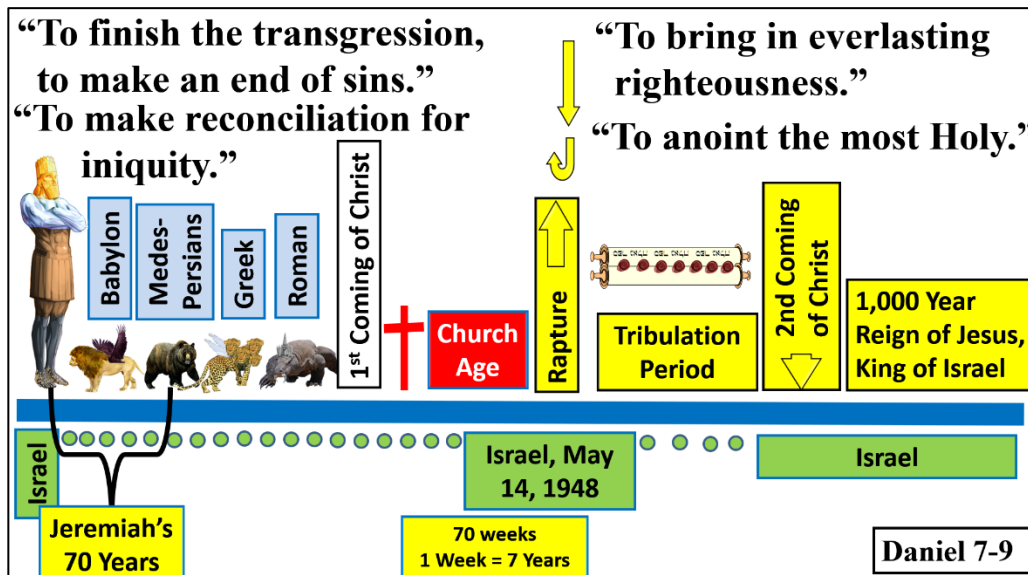 “To finish the transgression,
to make an end of sins.”
“To make reconciliation for
iniquity.”
“To bring in everlasting
righteousness.”
“To anoint the most Holy.”
Babylon
Medes-
Persians
Greek
Roman
1st Coming of Christ
Church
Age
Rapture
Tribulation
Period
2nd Coming
of Christ
1,000 Year
Reign of Jesus,
King of Israel
Israel
Israel, May
14, 1948
Israel
Jeremiah’s
70 Years
70 weeks
1 Week = 7 Years
Daniel 7-9